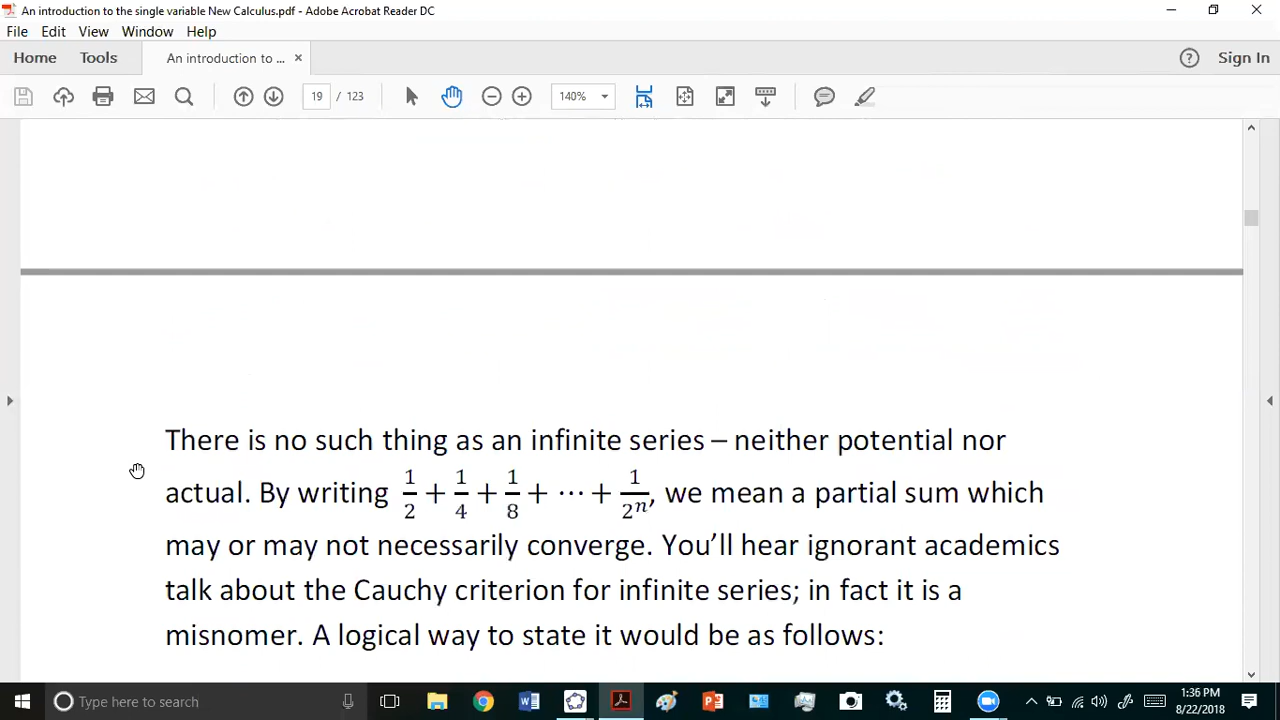 An introduction to the single variable New Calculus.pdf - Adobe Acrobat Reader DC
File Edit View Window Help
Home Tools An introduction to ... × Sign In
19 / 123 140%
There is no such thing as an infinite series – neither potential nor
actual. By writing 1/2 + 1/4 + 1/8 + ⋯ + 1/2ⁿ, we mean a partial sum which
may or may not necessarily converge. You’ll hear ignorant academics
talk about the Cauchy criterion for infinite series; in fact it is a
misnomer. A logical way to state it would be as follows:
Type here to search 1:36 PM
8/22/2018